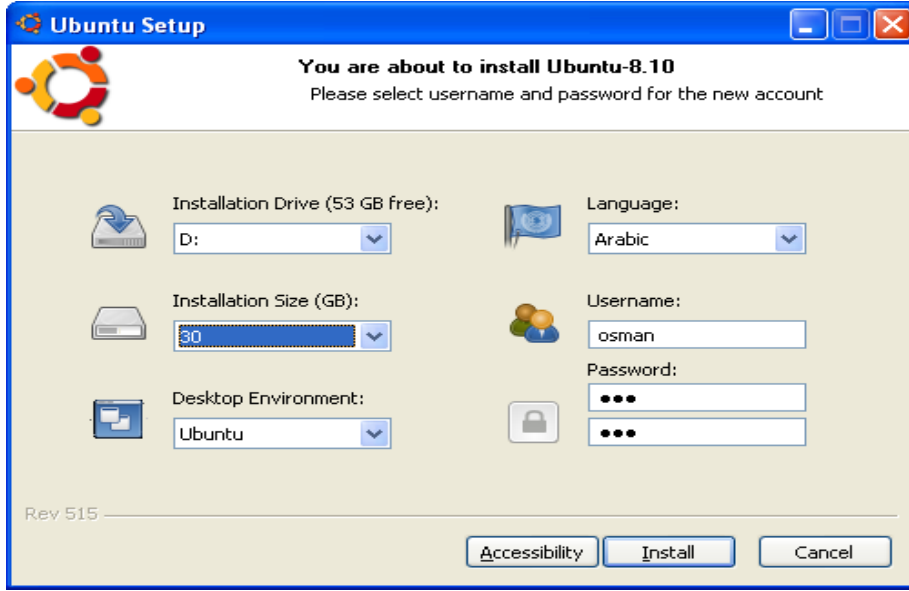 Ubuntu Setup
You are about to install Ubuntu-8.10
Please select username and password for the new account
Installation Drive (53 GB free):
D:
Installation Size (GB):
30
Desktop Environment:
Ubuntu
Language:
Arabic
Username:
osman
Password:
●●●
●●●
Rev 515
Accessibility
Install
Cancel